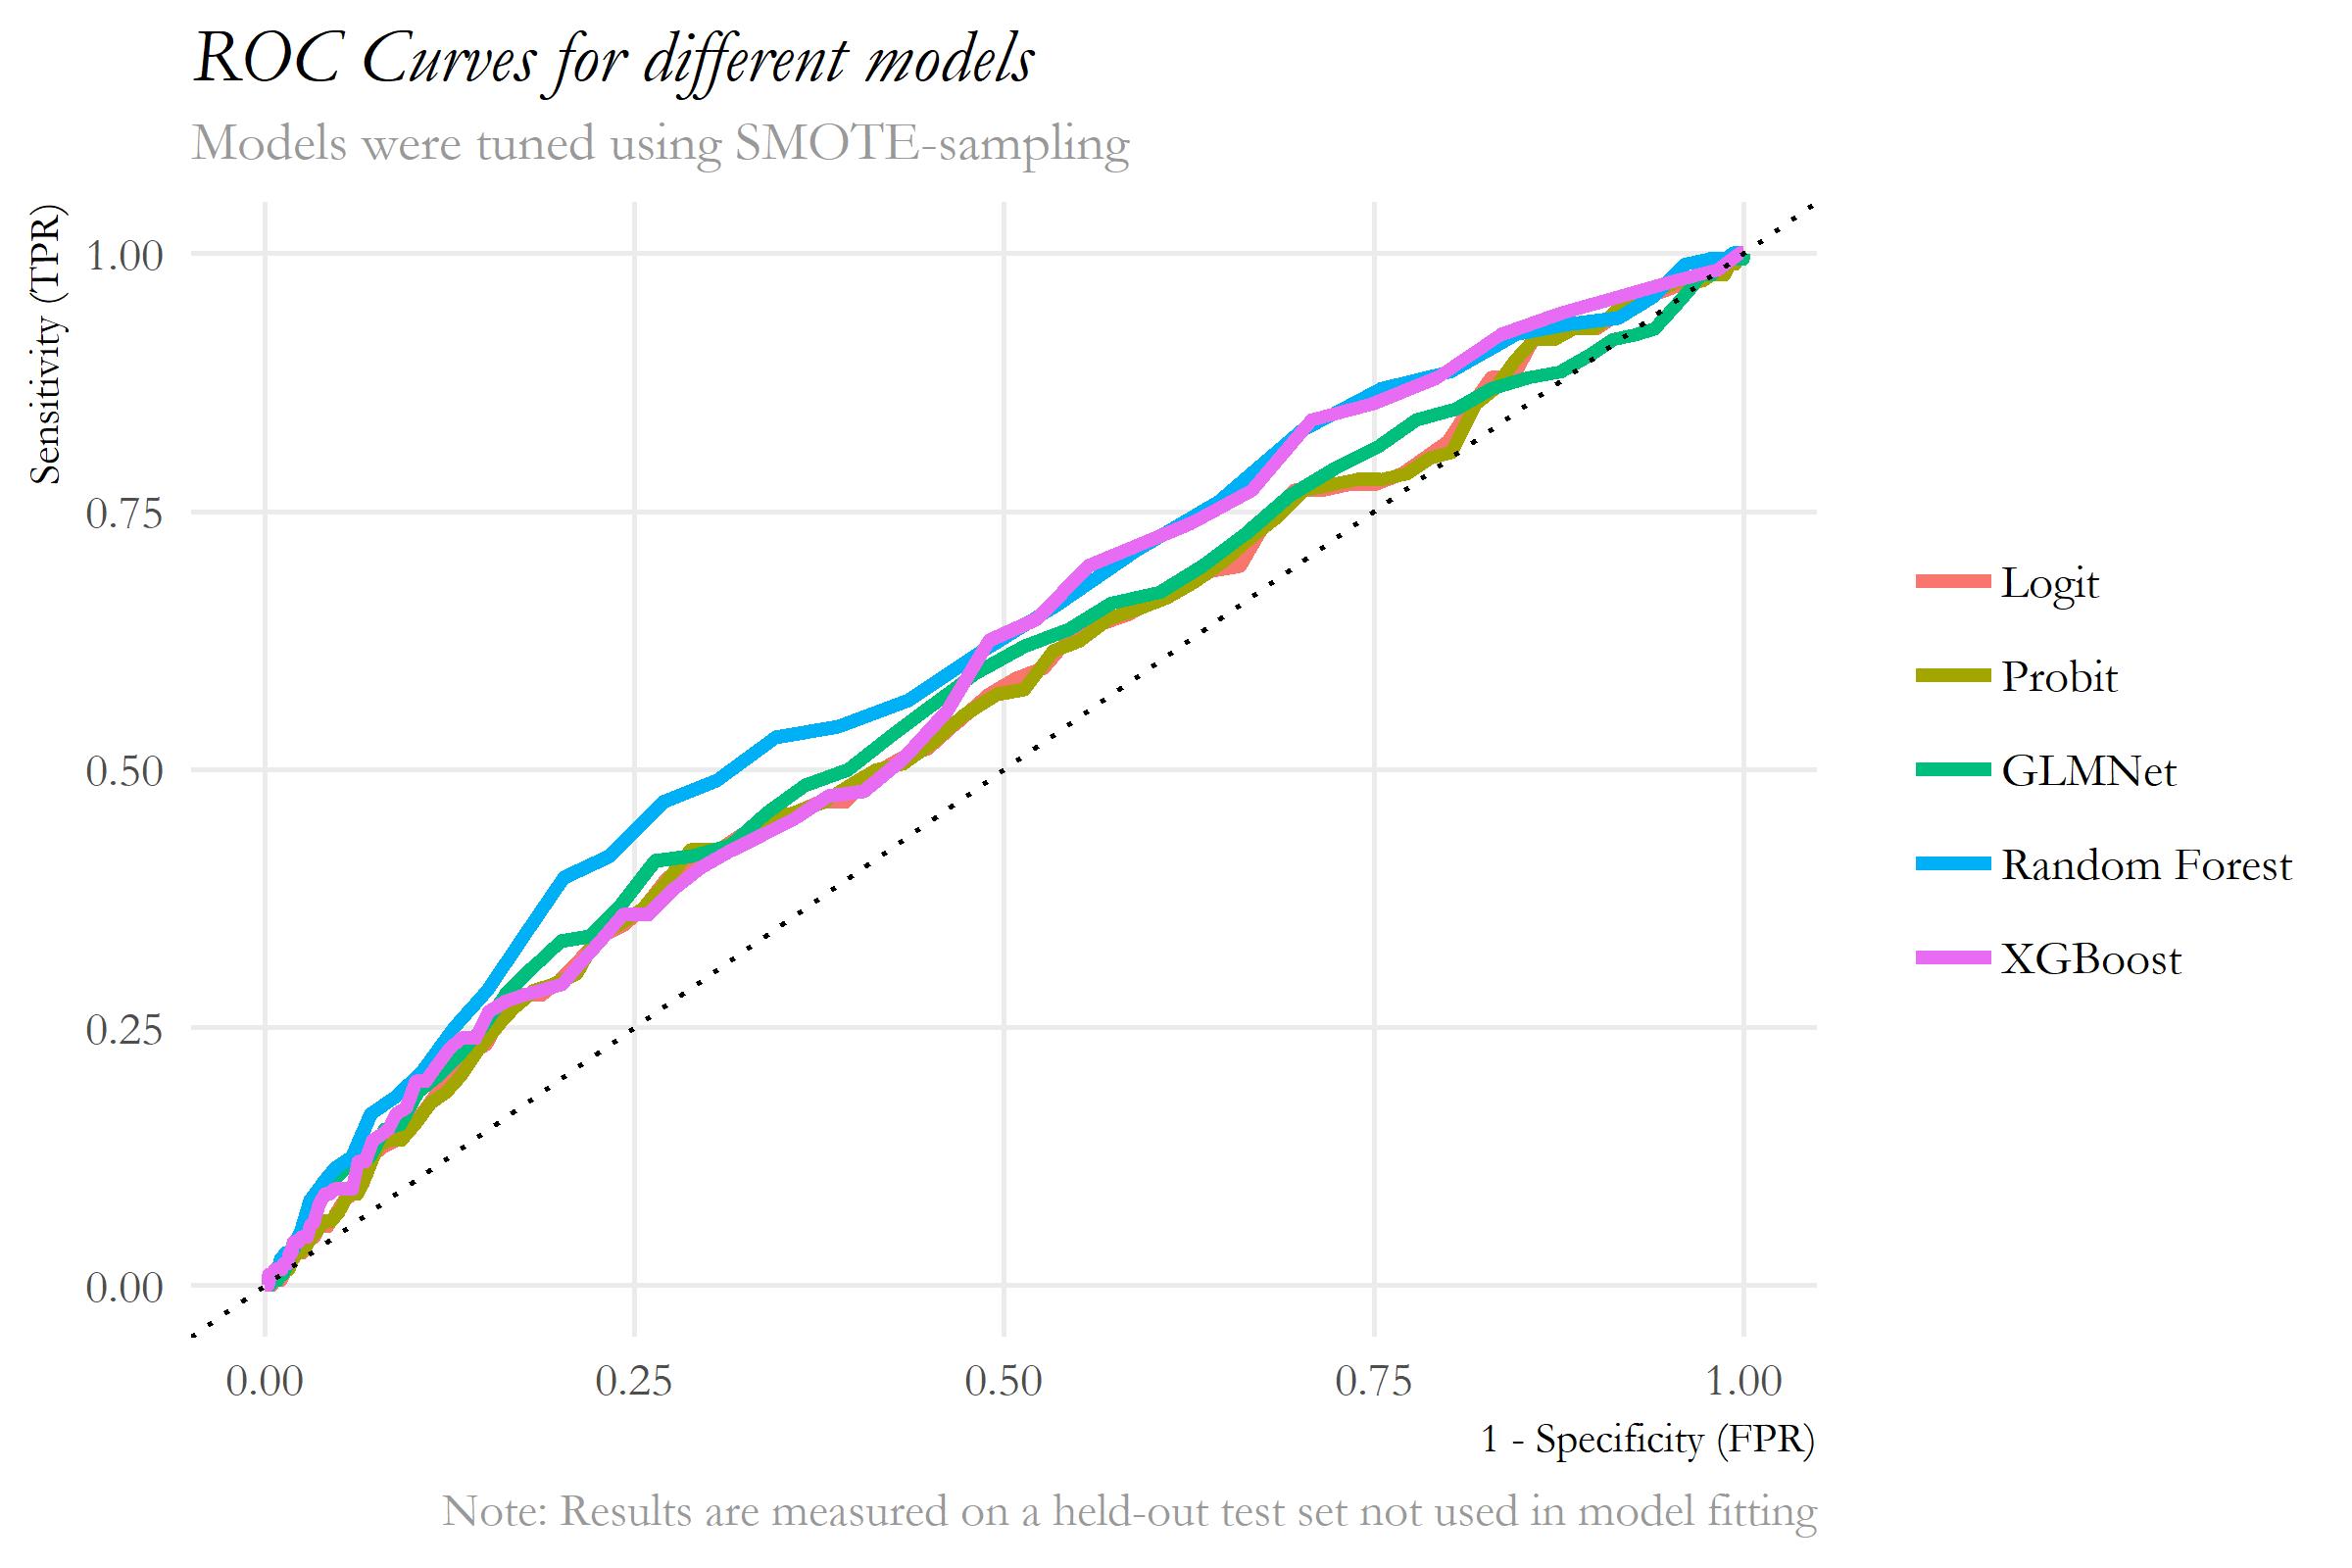 ROC Curves for different models
Models were tuned using SMOTE-sampling
Sensitivity (TPR)
1.00
0.75
0.50
0.25
0.00
0.00
0.25
0.50
0.75
1.00
1 - Specificity (FPR)
Logit
Probit
GLMNet
Random Forest
XGBoost
Note: Results are measured on a held-out test set not used in model fitting